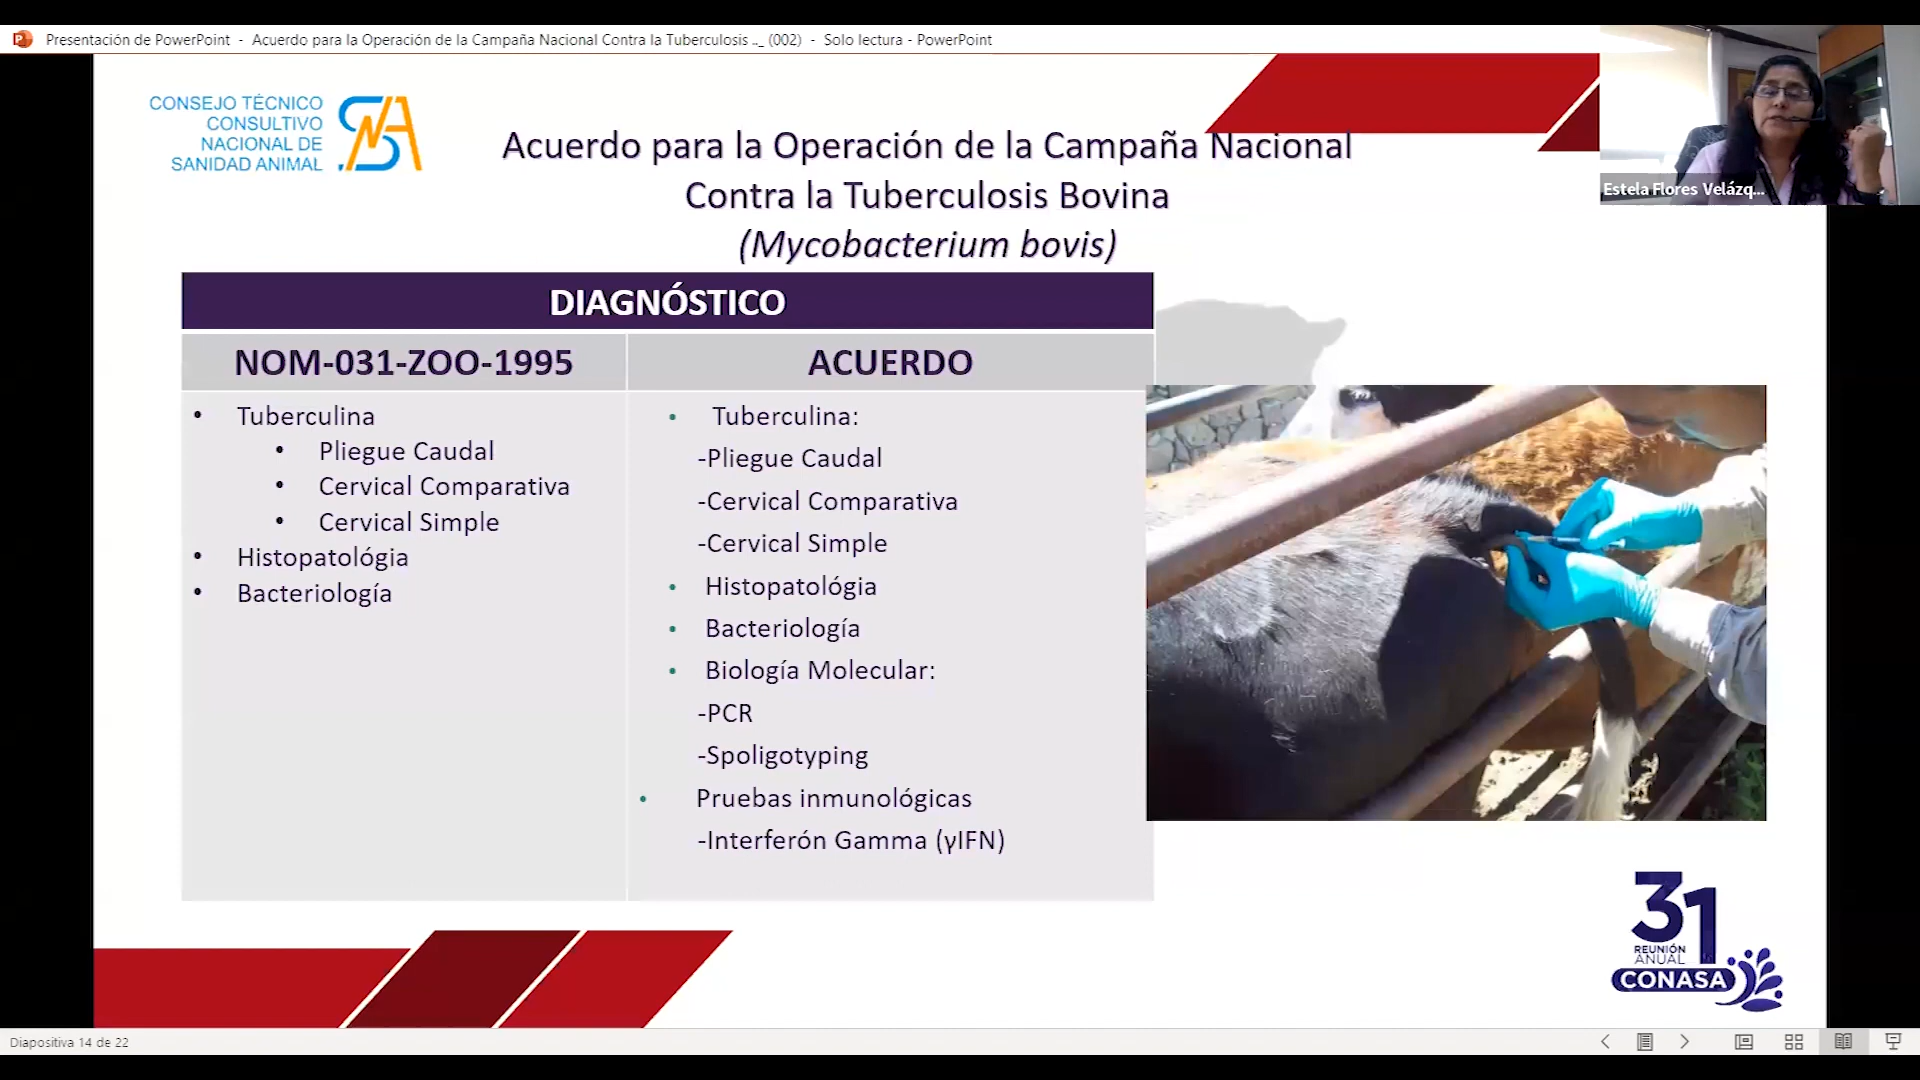 Presentación de PowerPoint - Acuerdo para la Operación de la Campaña Nacional Contra la Tuberculosis .._ (002) - Solo lectura - PowerPoint
CONSEJO TÉCNICO
CONSULTIVO
NACIONAL DE
SANIDAD ANIMAL
Acuerdo para la Operación de la Campaña Nacional
Contra la Tuberculosis Bovina
(Mycobacterium bovis)
Estela Flores Velázq...
DIAGNÓSTICO
NOM-031-ZOO-1995
• Tuberculina
• Pliegue Caudal
• Cervical Comparativa
• Cervical Simple
• Histopatológia
• Bacteriología
ACUERDO
• Tuberculina:
-Pliegue Caudal
-Cervical Comparativa
-Cervical Simple
• Histopatológia
• Bacteriología
• Biología Molecular:
-PCR
-Spoligotyping
• Pruebas inmunológicas
-Interferón Gamma (γIFN)
31
REUNIÓN
ANUAL
CONASA
Diapositiva 14 de 22